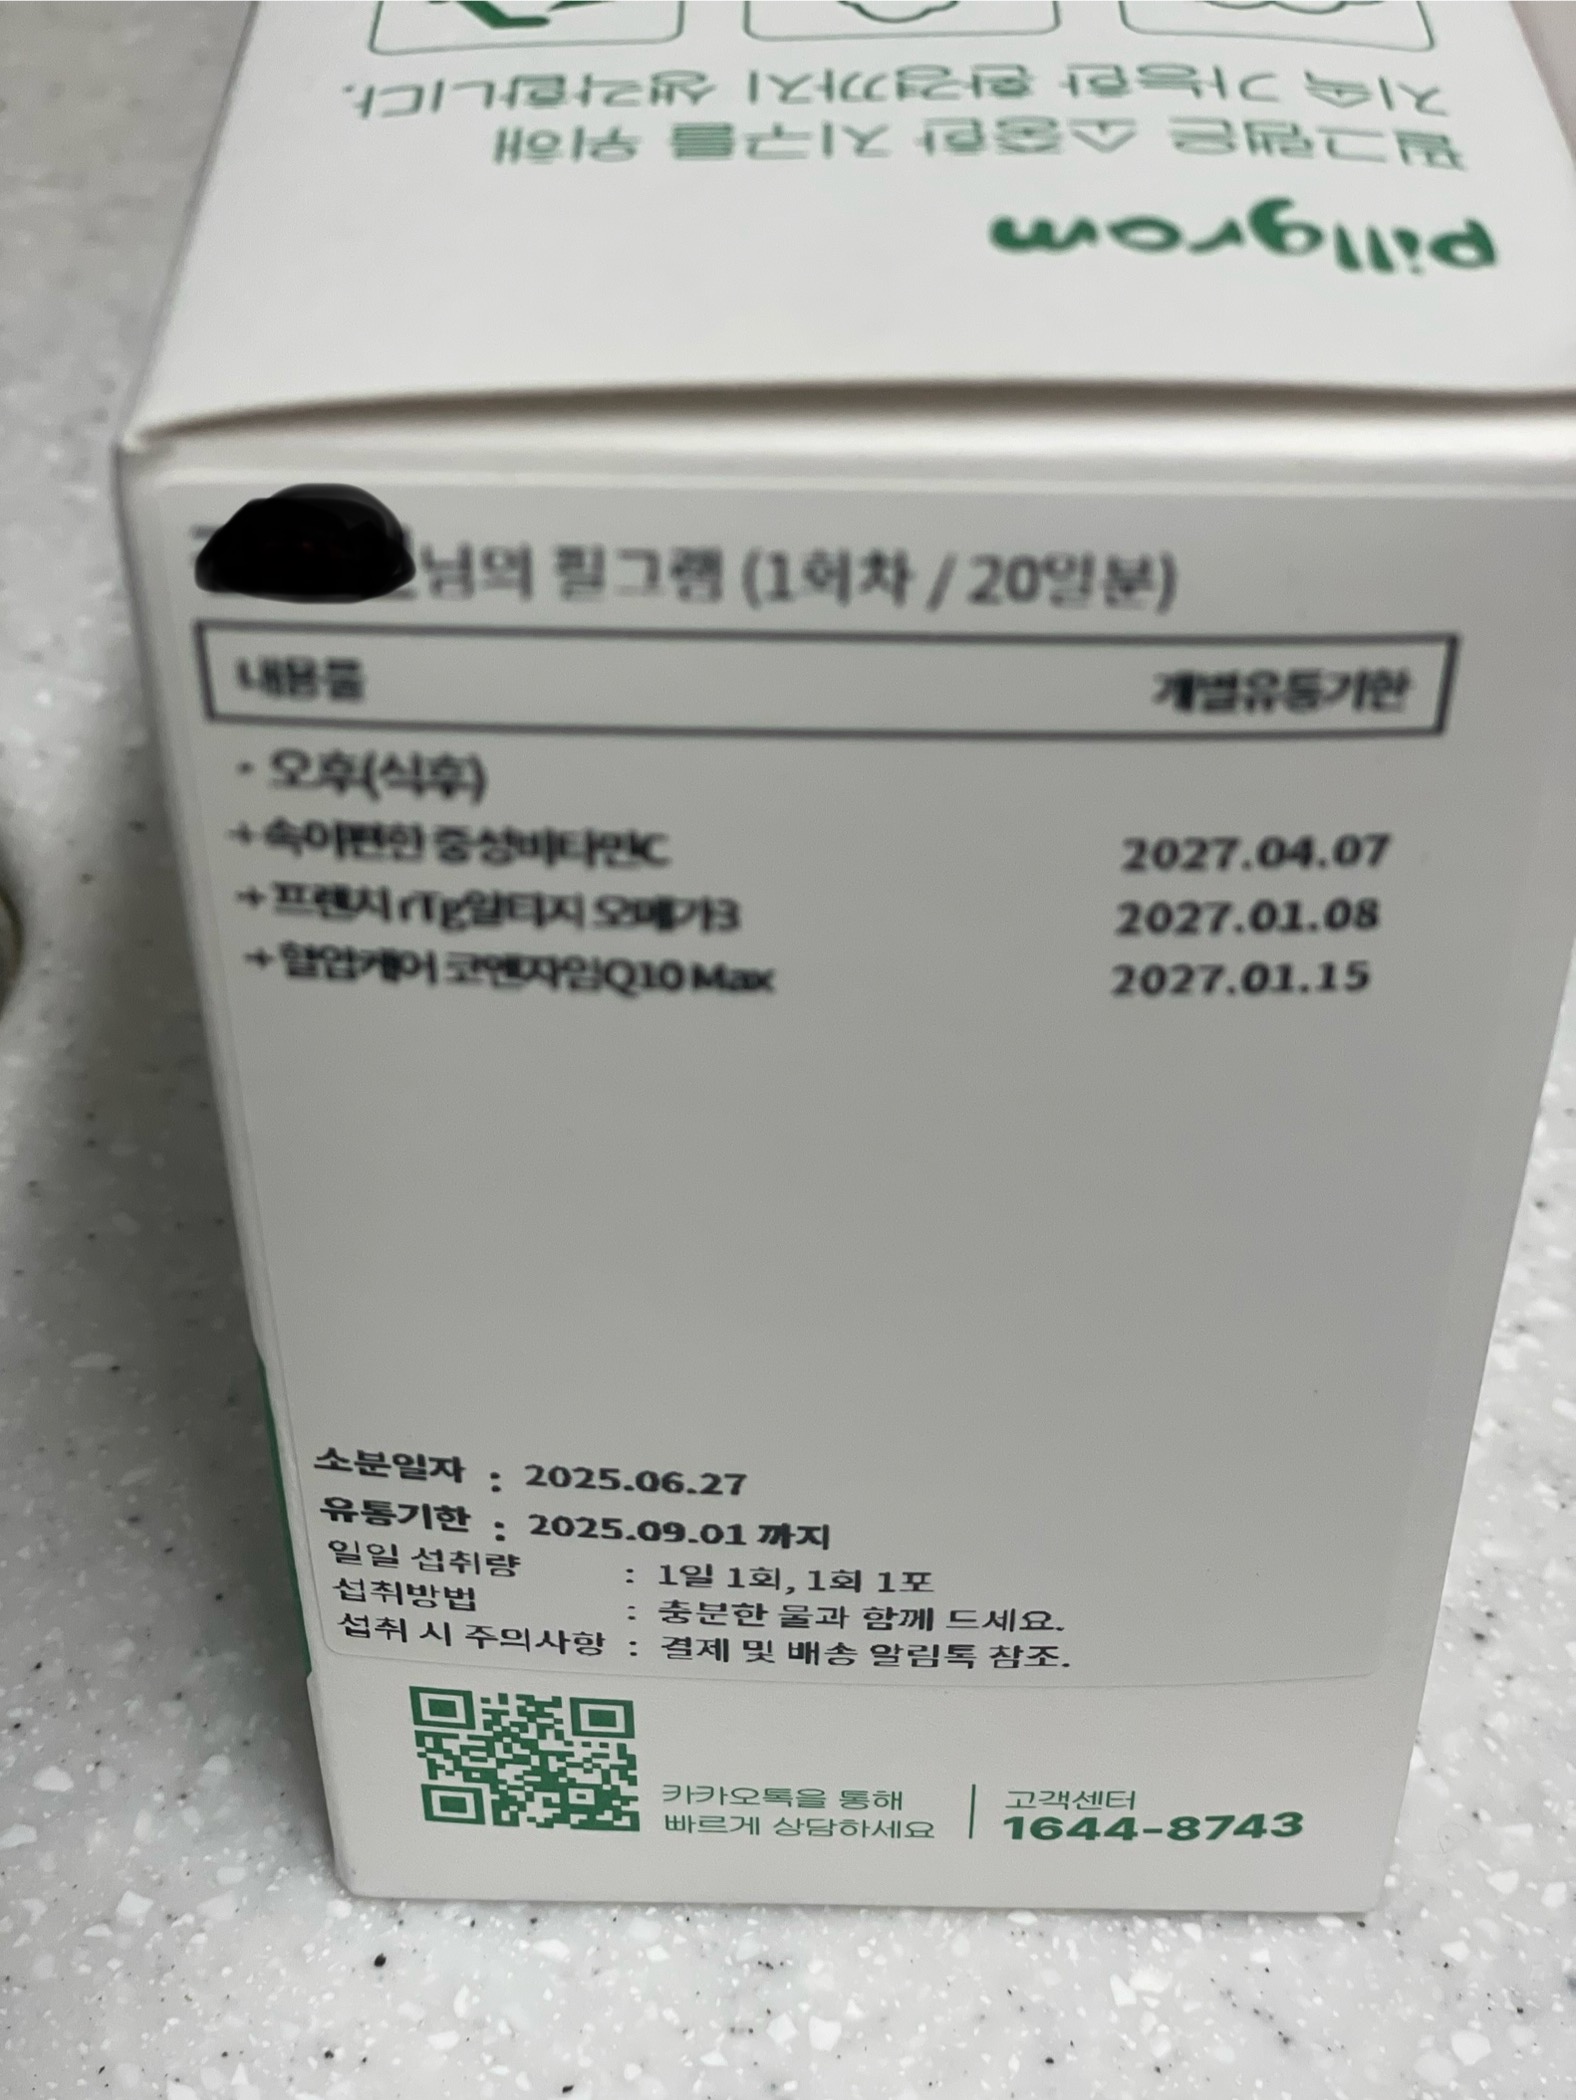 pillgram
필그램은 소중한 지구를 위해
지속 가능한 환경까지 생각합니다.
님의 필그램 (1회차 / 20일분)
내용물 개별유통기한
- 오후(식후)
+ 속이편한 중성비타민C 2027.04.07
+ 프렌치 rTg알티지 오메가3 2027.01.08
+ 혈압케어 코엔자임Q10 Max 2027.01.15
소분일자 : 2025.06.27
유통기한 : 2025.09.01 까지
일일 섭취량 : 1일 1회, 1회 1포
섭취방법 : 충분한 물과 함께 드세요.
섭취 시 주의사항 : 결제 및 배송 알림톡 참조.
카카오톡을 통해
빠르게 상담하세요
고객센터
1644-8743